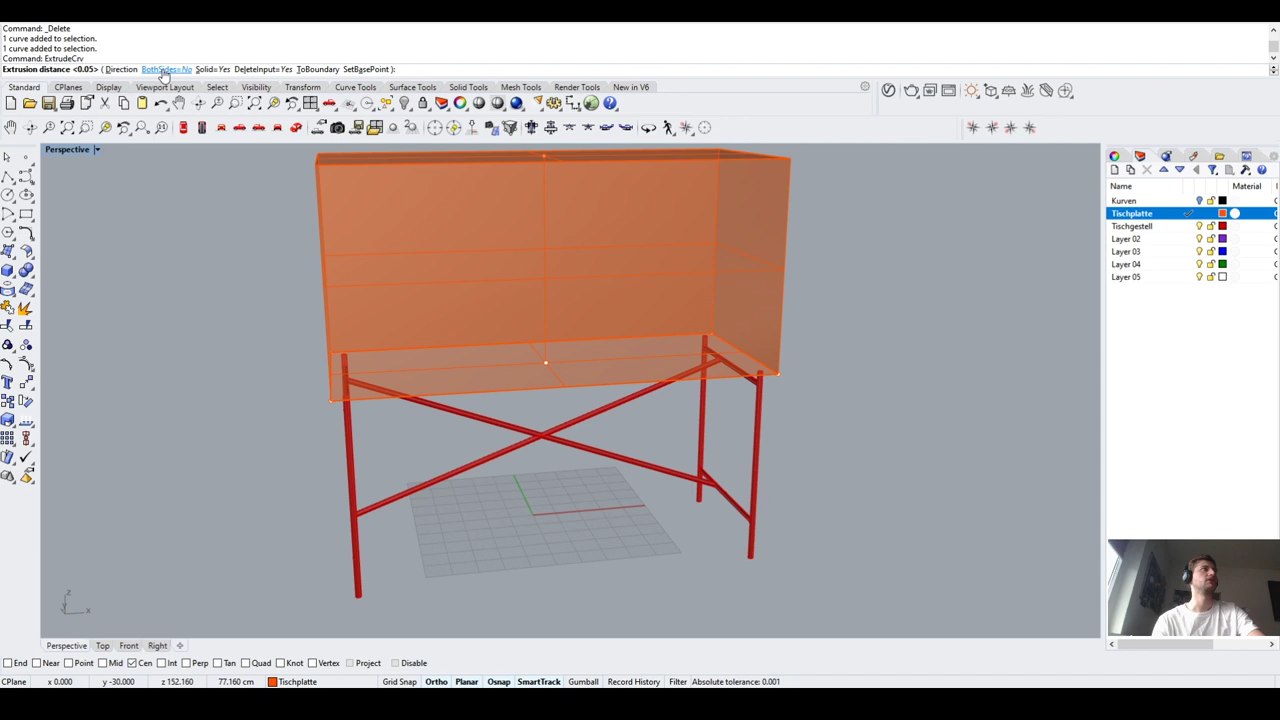 Command: _Delete
1 curve added to selection.
1 curve added to selection.
Command: ExtrudeCrv
Extrusion distance <0.05> ( Direction BothSides=No Solid=Yes DeleteInput=Yes ToBoundary SetBasePoint ):
Standard CPlanes Display Viewport Layout Select Visibility Transform Curve Tools Surface Tools Solid Tools Mesh Tools Render Tools New in V6
Perspective
Name Material
Kurven
Tischplatte
Tischgestell
Layer 02
Layer 03
Layer 04
Layer 05
z
y x
Perspective Top Front Right
End Near Point Mid Cen Int Perp Tan Quad Knot Vertex Project Disable
CPlane x 0.000 y -30.000 z 152.160 77.160 cm Tischplatte Grid Snap Ortho Planar Osnap SmartTrack Gumball Record History Filter Absolute tolerance: 0.001